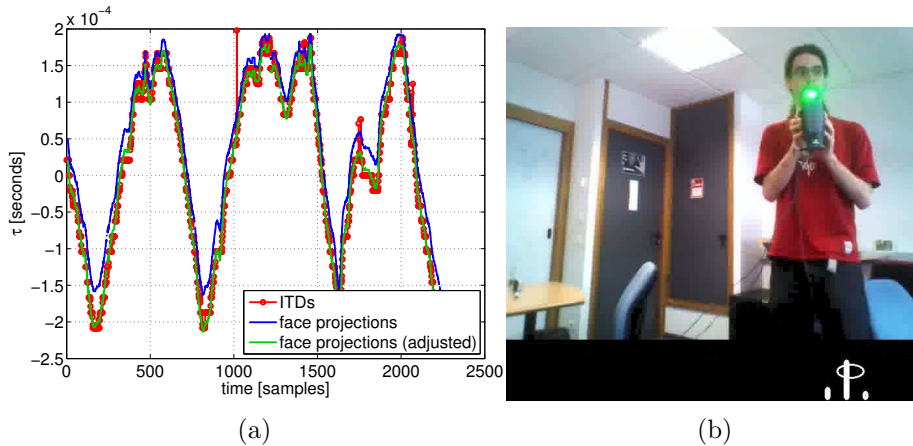 x 10⁻⁴
2
1.5
1
0.5
0
−0.5
−1
−1.5
−2
−2.5
τ [seconds]
ITDs
face projections
face projections (adjusted)
0 500 1000 1500 2000 2500
time [samples]
(a)
(b)